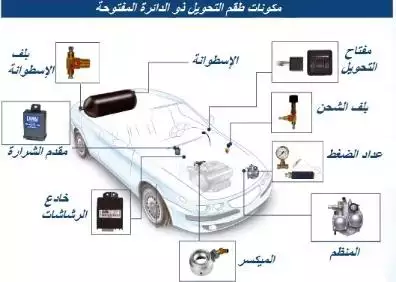 مكونات طقم التحويل ذو الدائرة المفتوحة
مفتاح
التحويل
الإسطوانة
بلف
الإسطوانة
بلف الشحن
مقدم الشرارة
عداد الضغط
خادع
الرشاشات
المنظم
الميكسر